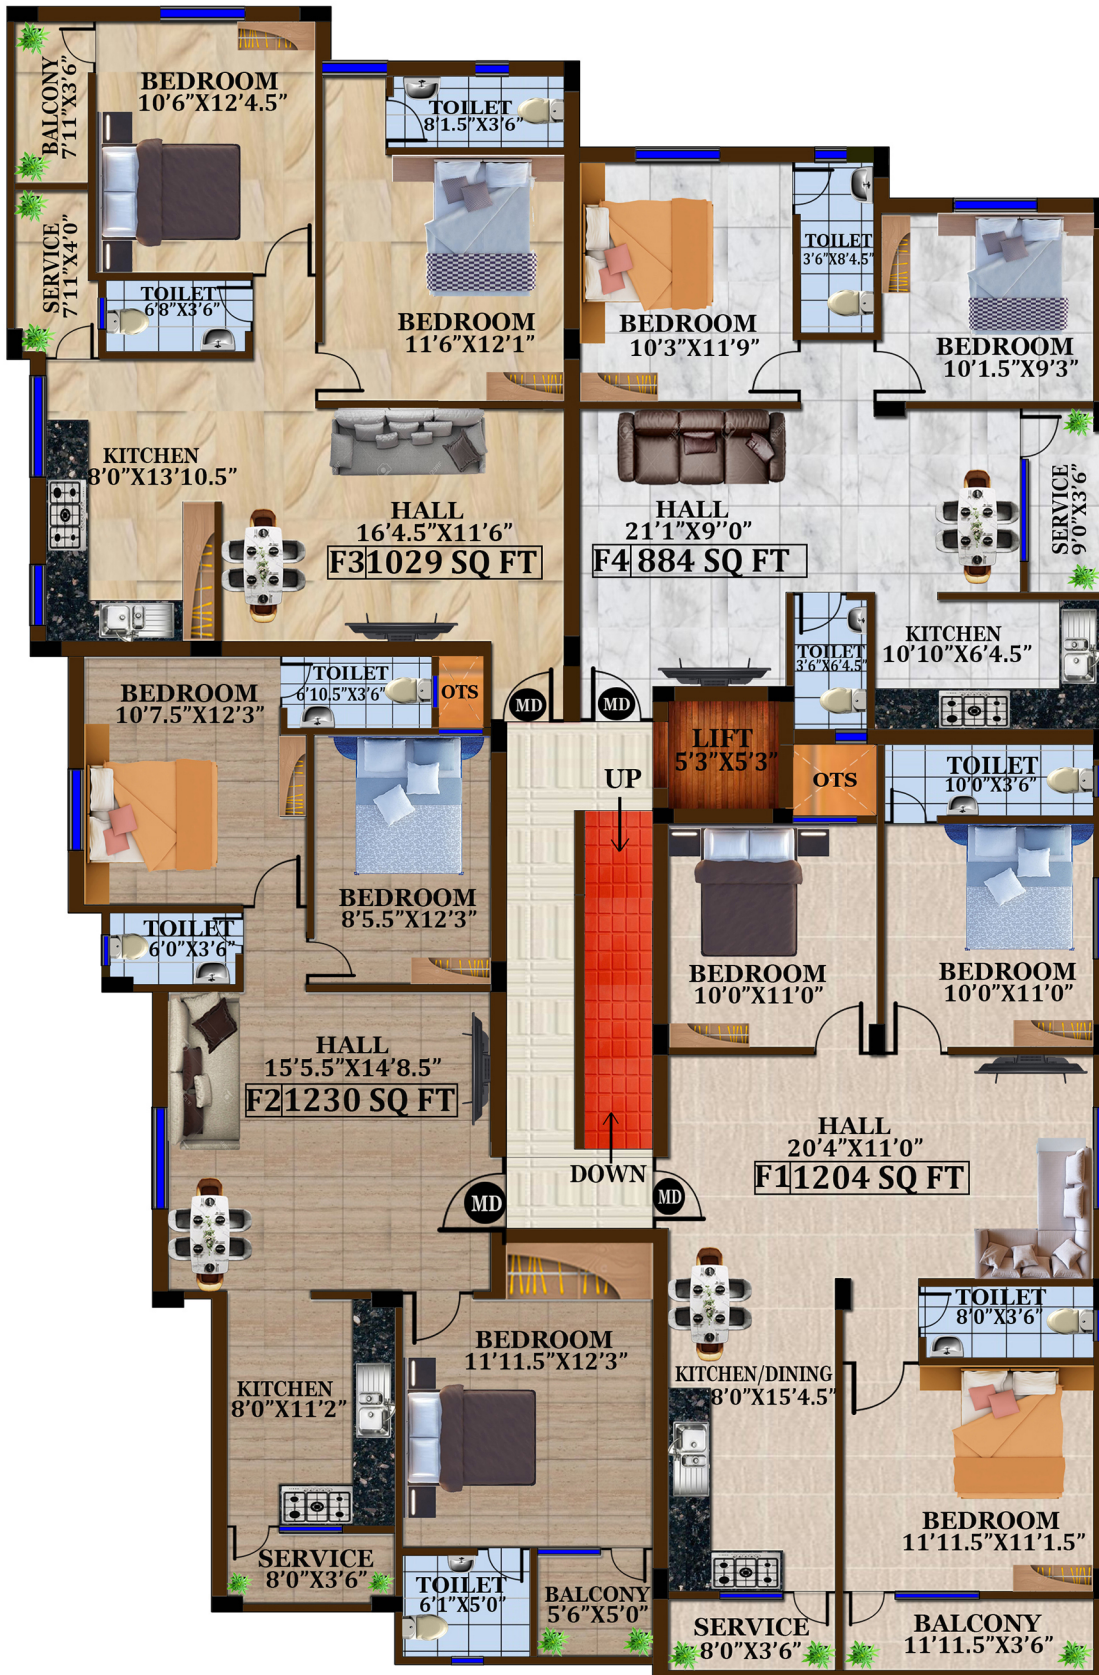 BALCONY
7'11"X3'6"
BEDROOM
10'6"X12'4.5"
TOILET
8'1.5"X3'6"
SERVICE
7'11"X4'0"
TOILET
6'8"X3'6"
BEDROOM
11'6"X12'1"
TOILET
3'6"X8'4.5"
BEDROOM
10'3"X11'9"
BEDROOM
10'1.5"X9'3"
KITCHEN
8'0"X13'10.5"
HALL
16'4.5"X11'6"
F3 1029 SQ FT
HALL
21'1"X9''0"
F4 884 SQ FT
SERVICE
9'0"X3'6"
KITCHEN
10'10"X6'4.5"
TOILET
3'6"X6'4.5"
BEDROOM
10'7.5"X12'3"
TOILET
6'10.5"X3'6"
OTS
MD
MD
LIFT
5'3"X5'3"
UP
OTS
TOILET
10'0"X3'6"
BEDROOM
8'5.5"X12'3"
TOILET
6'0"X3'6"
BEDROOM
10'0"X11'0"
BEDROOM
10'0"X11'0"
HALL
15'5.5"X14'8.5"
F2 1230 SQ FT
HALL
20'4"X11'0"
F1 1204 SQ FT
DOWN
MD
MD
TOILET
8'0"X3'6"
BEDROOM
11'11.5"X12'3"
KITCHEN
8'0"X11'2"
KITCHEN/DINING
8'0"X15'4.5"
BEDROOM
11'11.5"X11'1.5"
SERVICE
8'0"X3'6"
TOILET
6'1"X5'0"
BALCONY
5'6"X5'0"
SERVICE
8'0"X3'6"
BALCONY
11'11.5"X3'6"